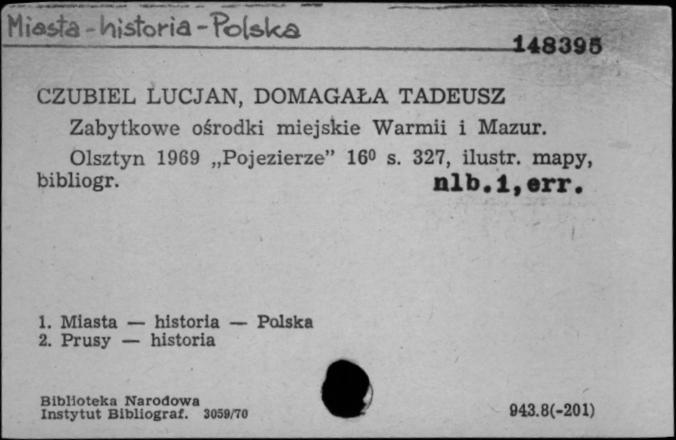 Miasta - historia - Polska
148395
CZUBIEL LUCJAN, DOMAGAŁA TADEUSZ
Zabytkowe ośrodki miejskie Warmii i Mazur.
Olsztyn 1969 „Pojezierze” 16⁰ s. 327, ilustr. mapy,
bibliogr. nlb.1, err.
1. Miasta — historia — Polska
2. Prusy — historia
Biblioteka Narodowa
Instytut Bibliograf. 3059/70
943.8(-201)